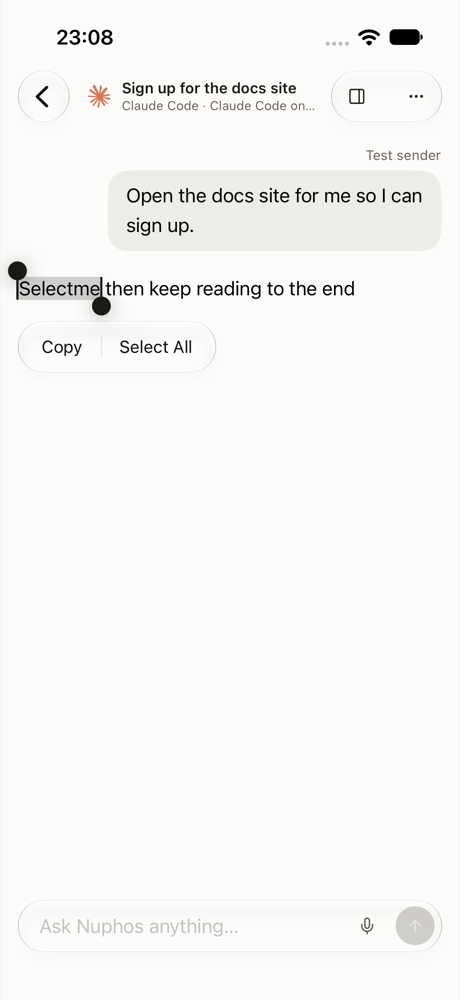 23:08
Sign up for the docs site
Claude Code · Claude Code on...
Test sender
Open the docs site for me so I can
sign up.
Selectme then keep reading to the end
Copy
Select All
Ask Nuphos anything...